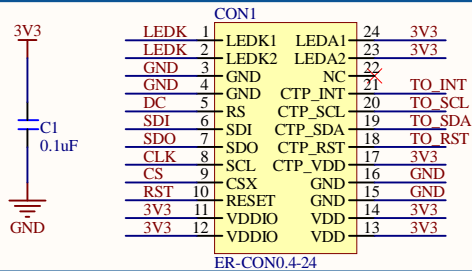 CON1
3V3
C1
0.1uF
GND
LEDK 1 LEDK1 LEDA1 24 3V3
LEDK 2 LEDK2 LEDA2 23 3V3
GND 3 GND NC 22
GND 4 GND CTP_INT 21 TO_INT
DC 5 RS CTP_SCL 20 TO_SCL
SDI 6 SDI CTP_SDA 19 TO_SDA
SDO 7 SDO CTP_RST 18 TO_RST
CLK 8 SCL CTP_VDD 17 3V3
CS 9 CSX GND 16 GND
RST 10 RESET GND 15 GND
3V3 11 VDDIO VDD 14 3V3
3V3 12 VDDIO VDD 13 3V3
ER-CON0.4-24